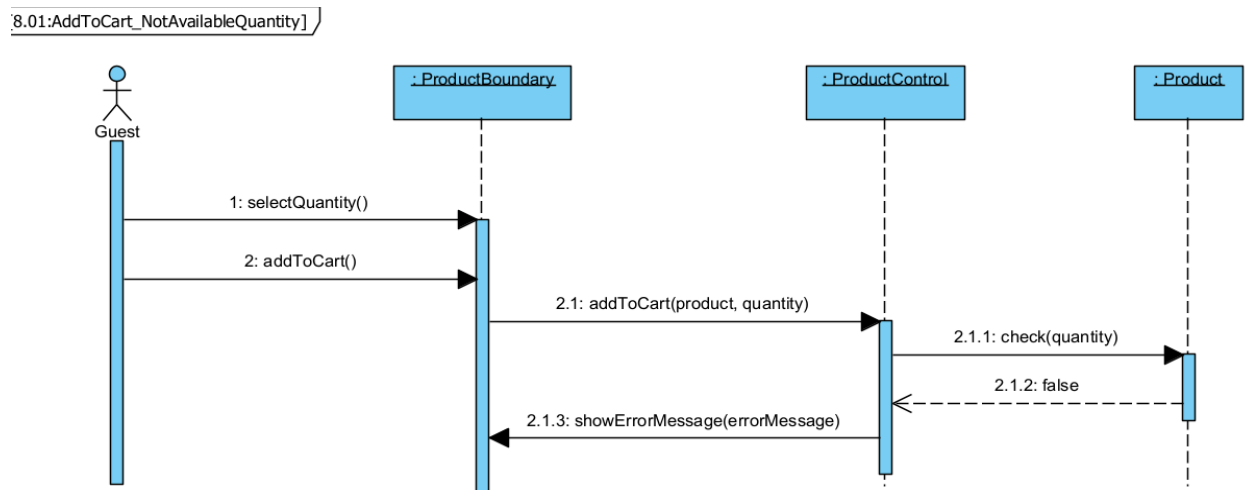 [8.01:AddToCart_NotAvailableQuantity]
: ProductBoundary
: ProductControl
: Product
Guest
1: selectQuantity()
2: addToCart()
2.1: addToCart(product, quantity)
2.1.1: check(quantity)
2.1.2: false
2.1.3: showErrorMessage(errorMessage)